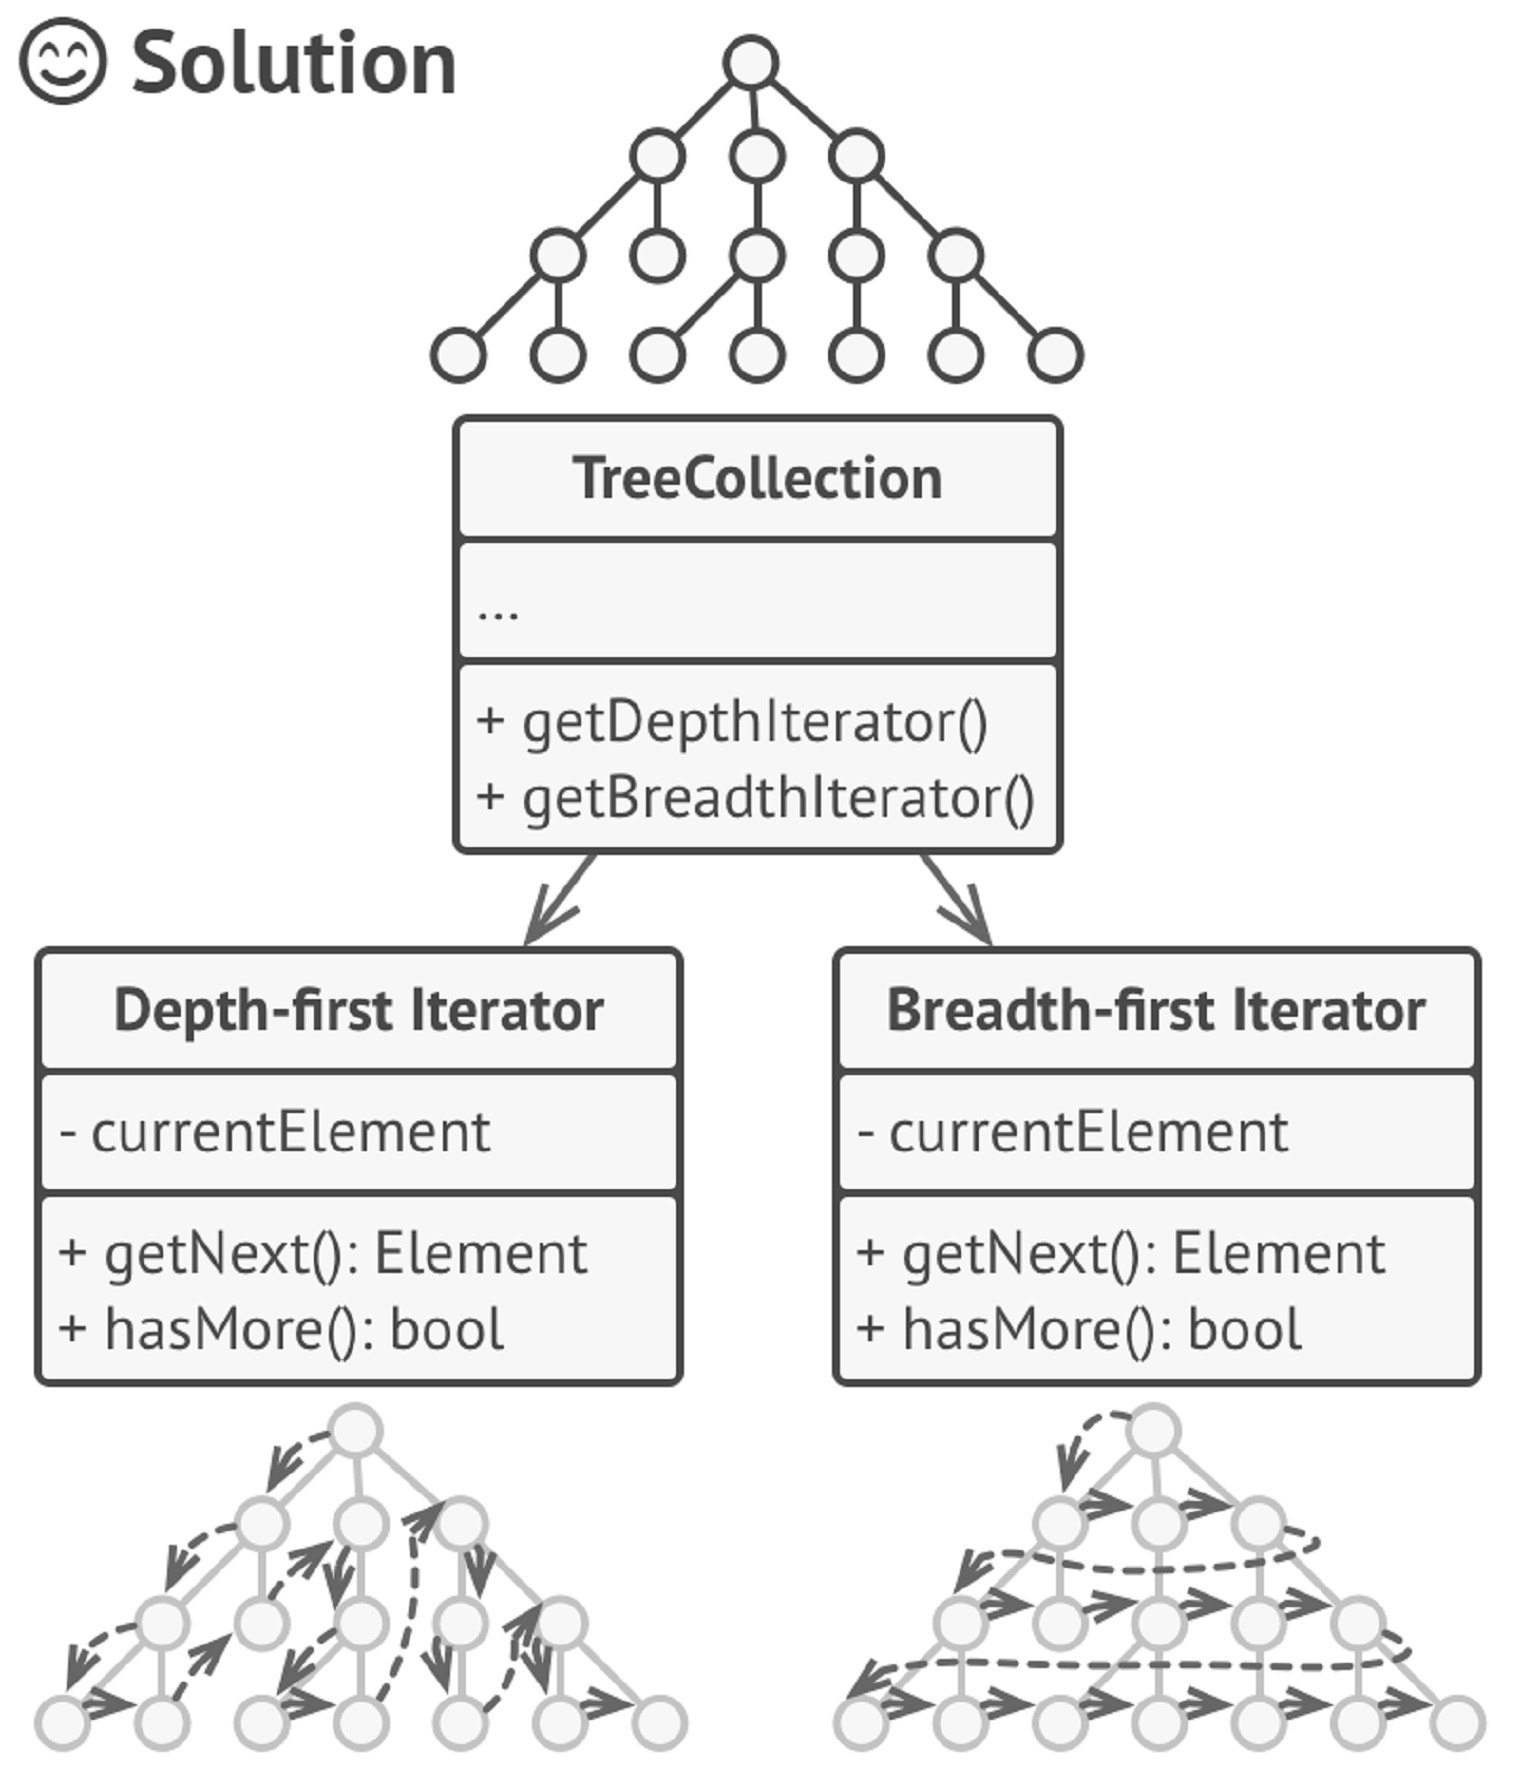 Solution
TreeCollection
...
+ getDepthIterator()
+ getBreadthIterator()
Depth-first Iterator
- currentElement
+ getNext(): Element
+ hasMore(): bool
Breadth-first Iterator
- currentElement
+ getNext(): Element
+ hasMore(): bool